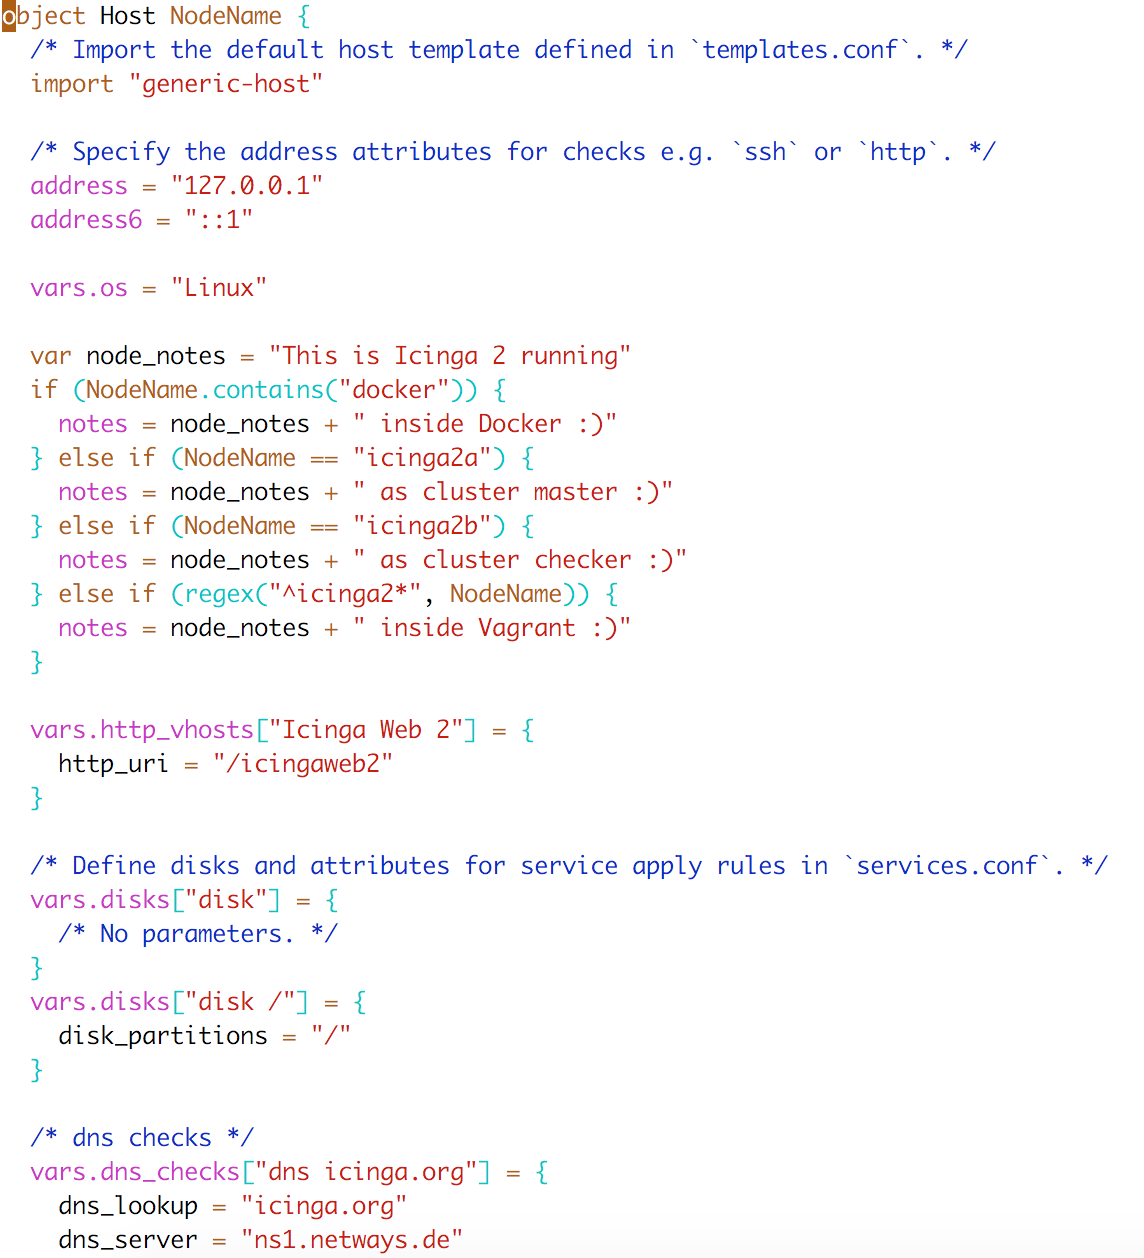 object Host NodeName {
  /* Import the default host template defined in `templates.conf`. */
  import "generic-host"

  /* Specify the address attributes for checks e.g. `ssh` or `http`. */
  address = "127.0.0.1"
  address6 = "::1"

  vars.os = "Linux"

  var node_notes = "This is Icinga 2 running"
  if (NodeName.contains("docker")) {
    notes = node_notes + " inside Docker :)"
  } else if (NodeName == "icinga2a") {
    notes = node_notes + " as cluster master :)"
  } else if (NodeName == "icinga2b") {
    notes = node_notes + " as cluster checker :)"
  } else if (regex("^icinga2*", NodeName)) {
    notes = node_notes + " inside Vagrant :)"
  }

  vars.http_vhosts["Icinga Web 2"] = {
    http_uri = "/icingaweb2"
  }

  /* Define disks and attributes for service apply rules in `services.conf`. */
  vars.disks["disk"] = {
    /* No parameters. */
  }
  vars.disks["disk /"] = {
    disk_partitions = "/"
  }

  /* dns checks */
  vars.dns_checks["dns icinga.org"] = {
    dns_lookup = "icinga.org"
    dns_server = "ns1.netways.de"